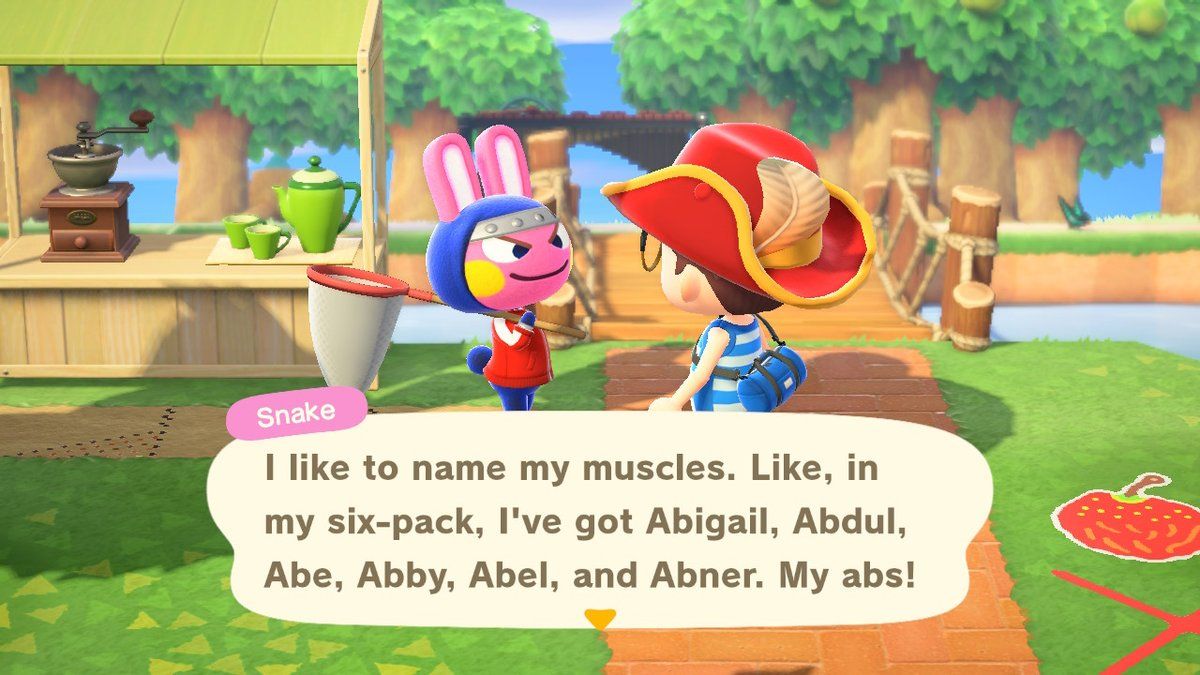 Snake
I like to name my muscles. Like, in
my six-pack, I've got Abigail, Abdul,
Abe, Abby, Abel, and Abner. My abs!